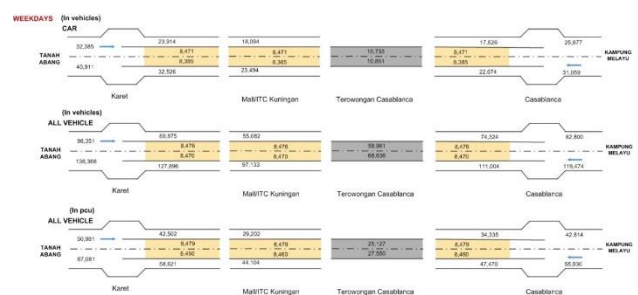 WEEKDAYS (In vehicles)
CAR
23,914 14,094 17,526 25,977
32,385
TANAH ABANG 8,471 8,471 10,733 8,471 KAMPUNG MELAYU
8,385 8,385 10,851 8,385
40,911 32,526 23,494 22,674 31,059
Karet Mall/ITC Kuningan Terowongan Casablanca Casablanca
(In vehicles)
ALL VEHICLE
69,875 55,082 74,324 82,800
98,351
TANAH ABANG 8,476 8,476 58,961 8,476 KAMPUNG MELAYU
8,470 8,470 68,636 8,470
136,366 127,896 97,133 111,004 119,474
Karet Mall/ITC Kuningan Terowongan Casablanca Casablanca
(In pcu)
ALL VEHICLE
42,502 29,202 34,335 42,814
50,981
TANAH ABANG 8,479 8,479 25,127 8,479 KAMPUNG MELAYU
8,460 8,460 27,550 8,460
67,081 58,621 44,104 47,470 55,930
Karet Mall/ITC Kuningan Terowongan Casablanca Casablanca